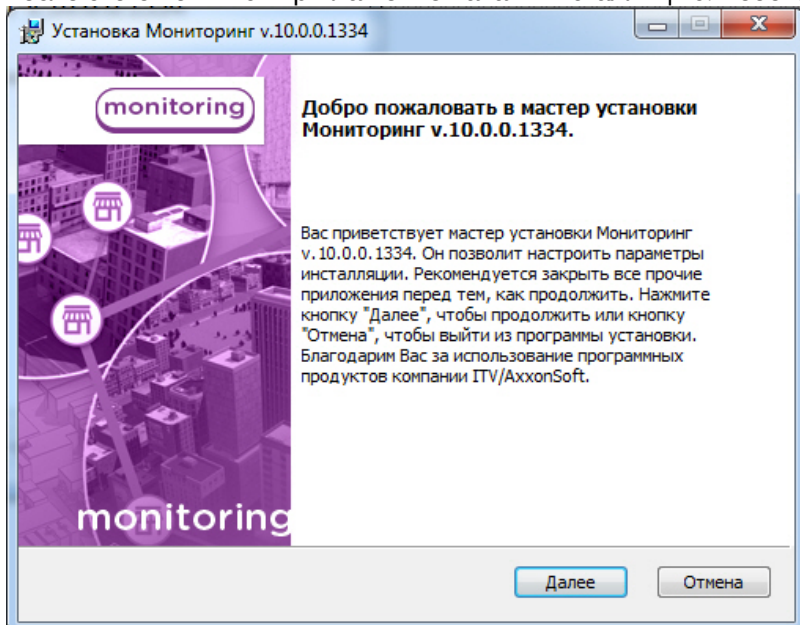 Установка Мониторинг v.10.0.0.1334
monitoring
Добро пожаловать в мастер установки
Мониторинг v.10.0.0.1334.
Вас приветствует мастер установки Мониторинг
v.10.0.0.1334. Он позволит настроить параметры
инсталляции. Рекомендуется закрыть все прочие
приложения перед тем, как продолжить. Нажмите
кнопку "Далее", чтобы продолжить или кнопку
"Отмена", чтобы выйти из программы установки.
Благодарим Вас за использование программных
продуктов компании ITV/AxxonSoft.
monitoring
Далее
Отмена